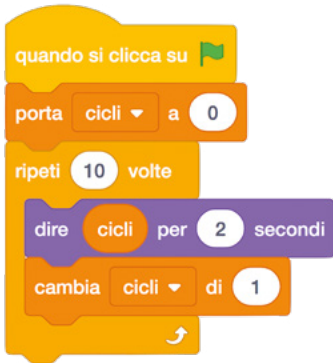 quando si clicca su
porta cicli a 0
ripeti 10 volte
dire cicli per 2 secondi
cambia cicli di 1